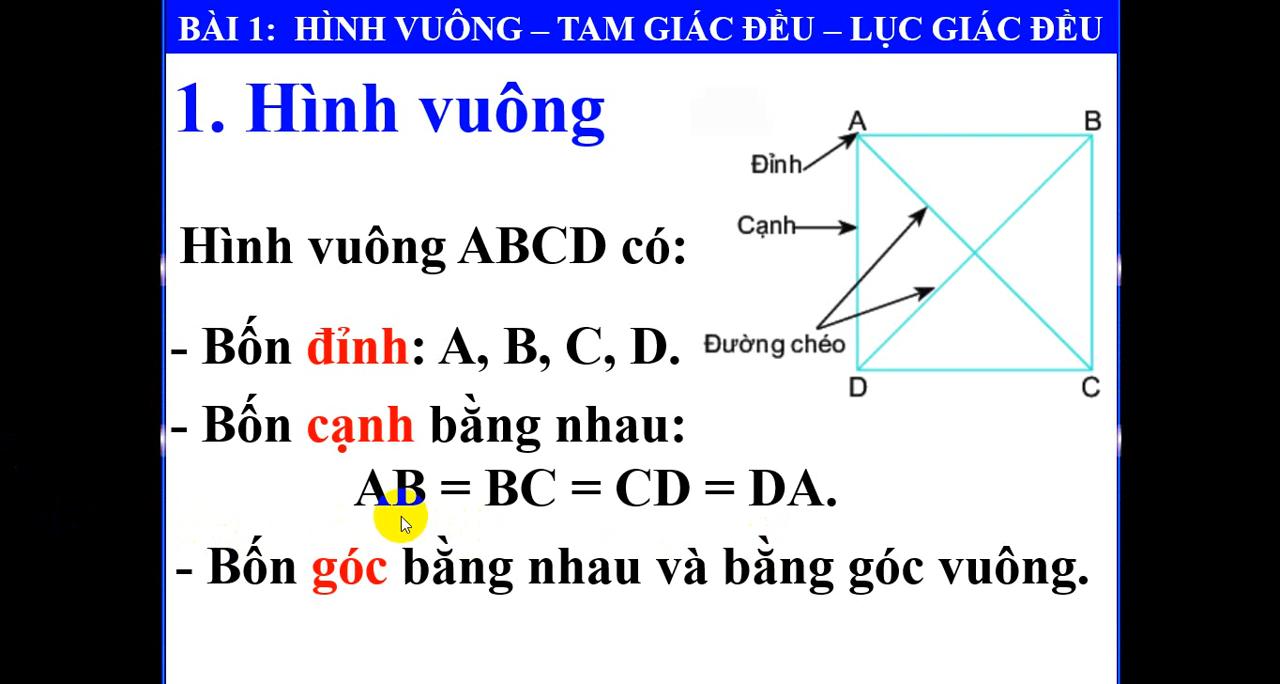 BÀI 1: HÌNH VUÔNG – TAM GIÁC ĐỀU – LỤC GIÁC ĐỀU
1. Hình vuông
A
B
Đỉnh
Cạnh
Hình vuông ABCD có:
- Bốn đỉnh: A, B, C, D.
Đường chéo
D
C
- Bốn cạnh bằng nhau:
AB = BC = CD = DA.
- Bốn góc bằng nhau và bằng góc vuông.